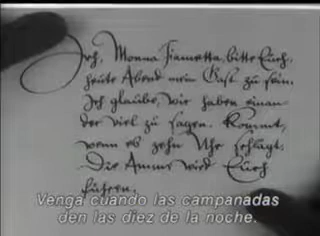 Ich, Monna Fiametta, bitte Euch,
heute Abend mein Gast zu sein.
Ich glaube, wir haben einan-
der viel zu sagen. Kommt,
wenn es zehn Uhr schlägt.
Die Amme wird Euch
führen.
Venga cuando las campanadas
den las diez de la noche.